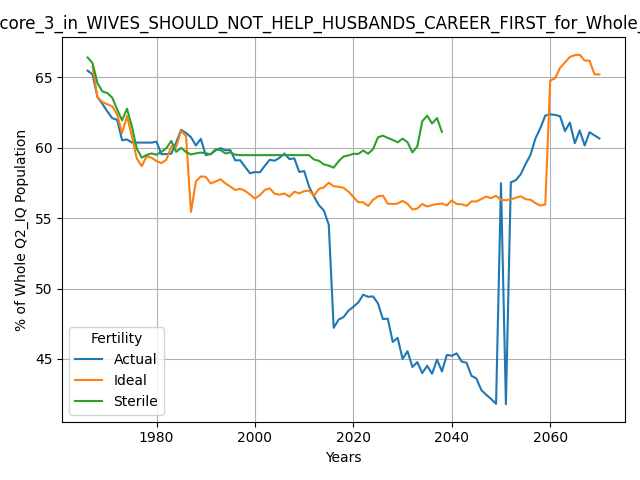 core_3_in_WIVES_SHOULD_NOT_HELP_HUSBANDS_CAREER_FIRST_for_Whole_
% of Whole Q2_IQ Population
65
60
55
50
45
Fertility
Actual
Ideal
Sterile
1980
2000
2020
2040
2060
Years